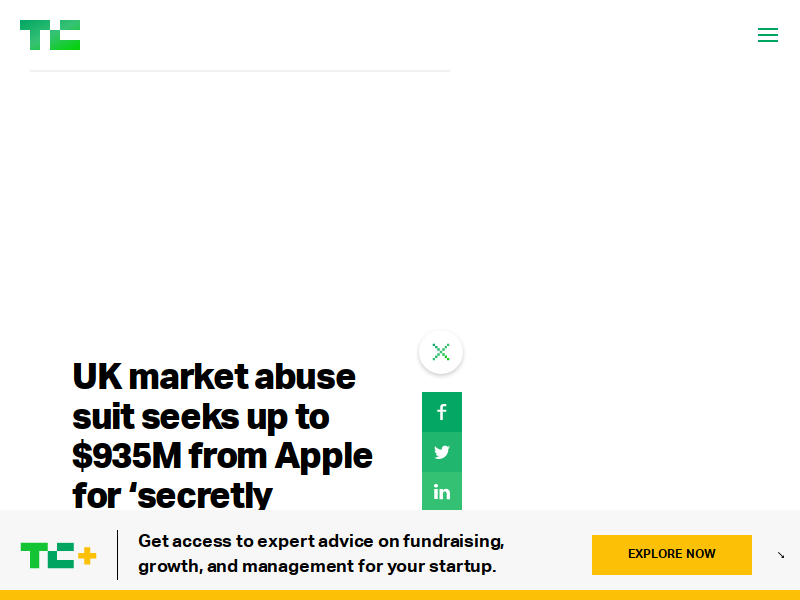 TC
UK market abuse
suit seeks up to
$935M from Apple
for ‘secretly
TC+
Get access to expert advice on fundraising,
growth, and management for your startup.
EXPLORE NOW